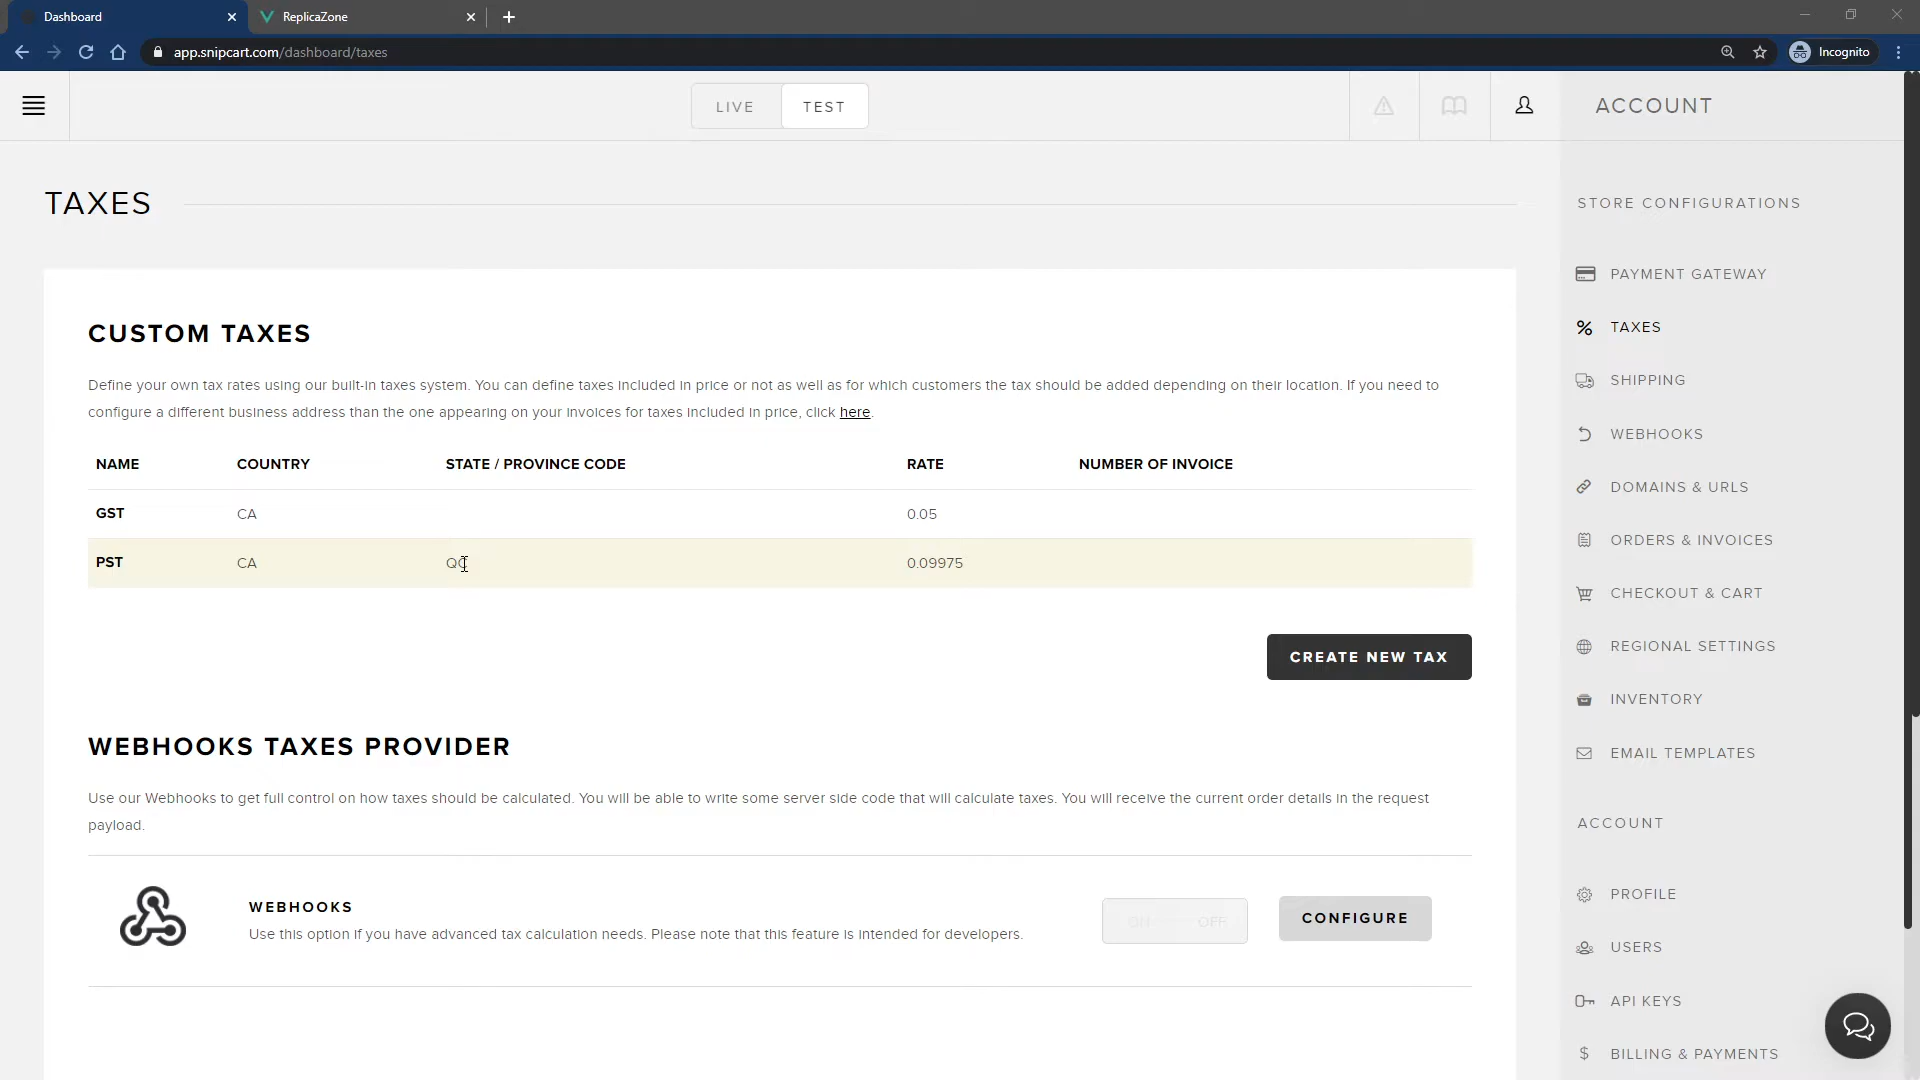 Dashboard
ReplicaZone
app.snipcart.com/dashboard/taxes
Incognito
LIVE
TEST
ACCOUNT
TAXES
CUSTOM TAXES
Define your own tax rates using our built-in taxes system. You can define taxes included in price or not as well as for which customers the tax should be added depending on their location. If you need to
configure a different business address than the one appearing on your invoices for taxes included in price, click here.
NAME COUNTRY STATE / PROVINCE CODE RATE NUMBER OF INVOICE
GST CA 0.05
PST CA QC 0.09975
CREATE NEW TAX
WEBHOOKS TAXES PROVIDER
Use our Webhooks to get full control on how taxes should be calculated. You will be able to write some server side code that will calculate taxes. You will receive the current order details in the request
payload.
WEBHOOKS
Use this option if you have advanced tax calculation needs. Please note that this feature is intended for developers.
ON OFF
CONFIGURE
STORE CONFIGURATIONS
PAYMENT GATEWAY
TAXES
SHIPPING
WEBHOOKS
DOMAINS & URLS
ORDERS & INVOICES
CHECKOUT & CART
REGIONAL SETTINGS
INVENTORY
EMAIL TEMPLATES
ACCOUNT
PROFILE
USERS
API KEYS
BILLING & PAYMENTS